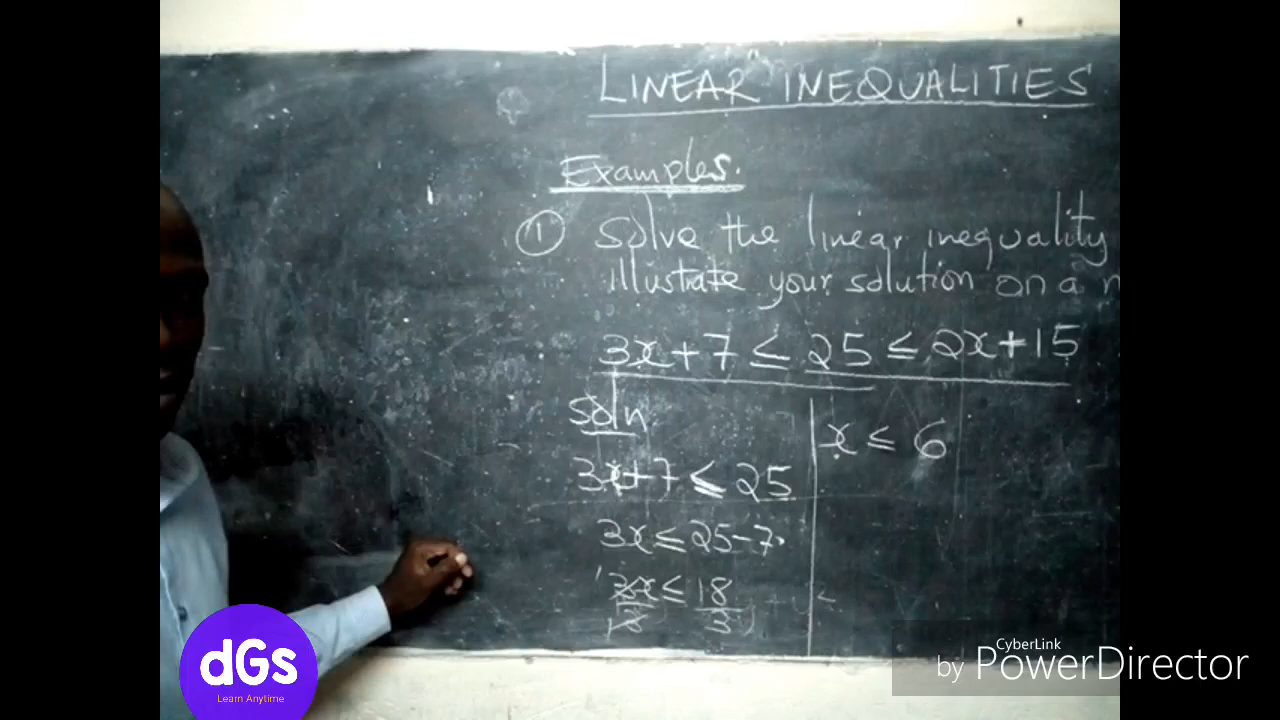 LINEAR INEQUALITIES
Examples.
① Solve the linear inequality
illustate your solution on a n
3x+7 ≤ 25 ≤ 2x+15
Soln
3x+7 ≤ 25
3x ≤ 25-7
3x ≤ 18
3 3
x ≤ 6
dGs
Learn Anytime
CyberLink
by PowerDirector